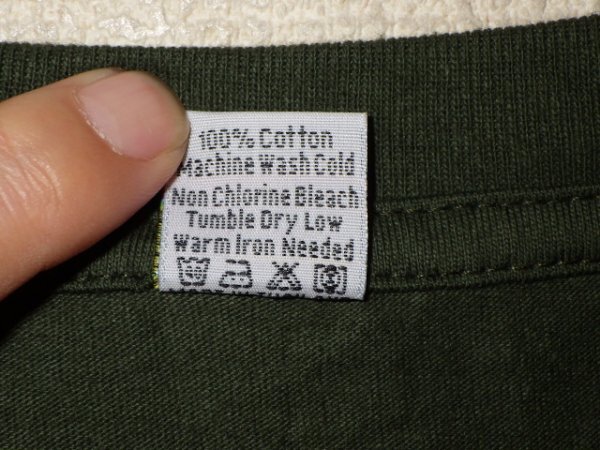 100% Cotton
Machine Wash Cold
Non Chlorine Bleach
Tumble Dry Low
Warm Iron Needed